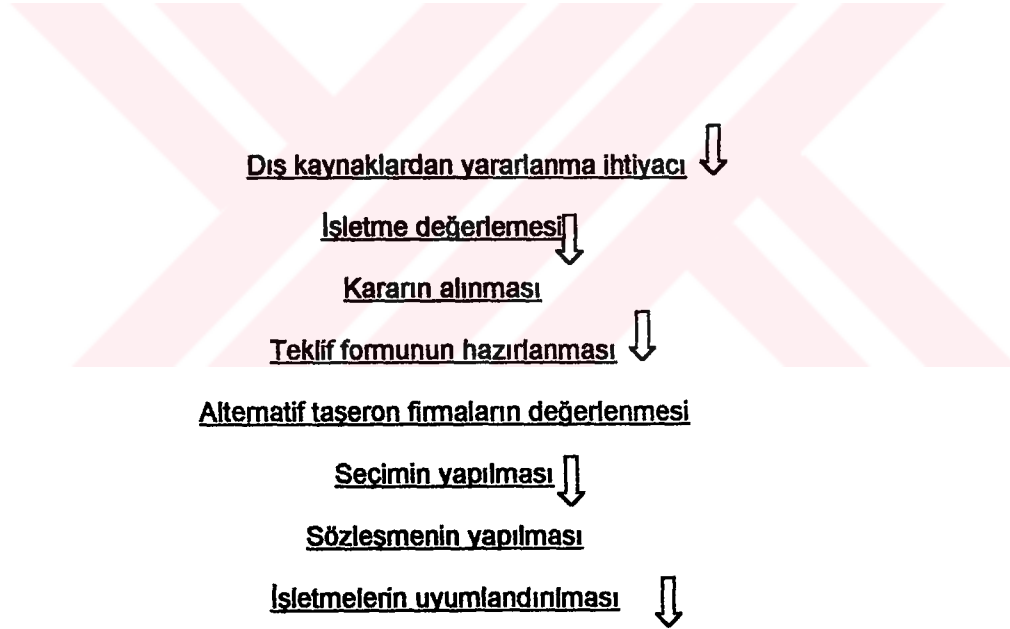 Dış kaynaklardan yararlanma ihtiyacı
İşletme değerlemesi
Kararın alınması
Teklif formunun hazırlanması
Alternatif taşeron firmaların değerlenmesi
Seçimin yapılması
Sözleşmenin yapılması
İşletmelerin uyumlandırılması